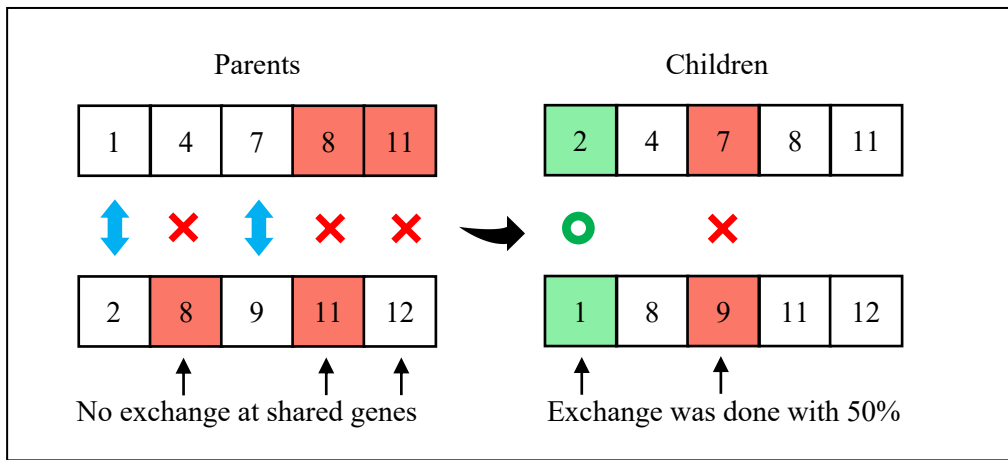 Parents
Children
1 4 7 8 11
2 4 7 8 11
2 8 9 11 12
1 8 9 11 12
No exchange at shared genes
Exchange was done with 50%